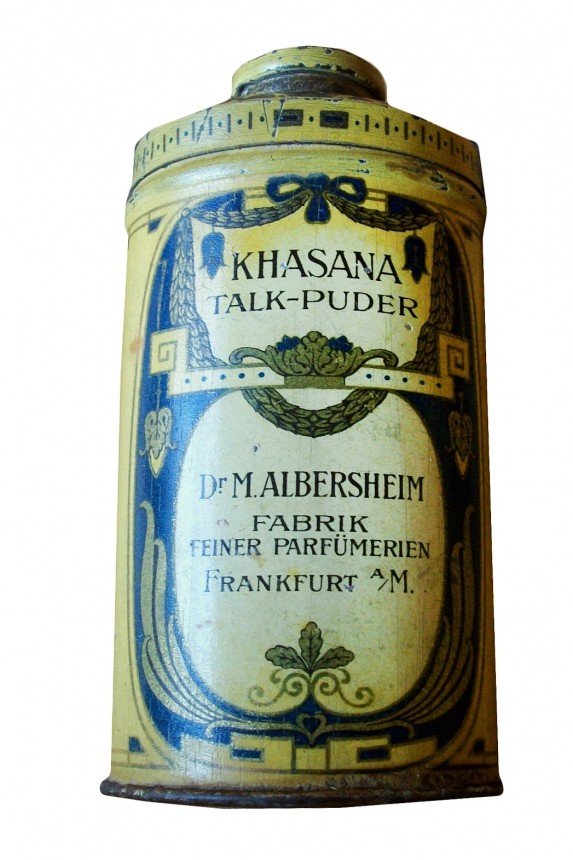 KHASANA
TALK-PUDER
Dr M. ALBERSHEIM
FABRIK
FEINER PARFÜMERIEN
FRANKFURT A/M.